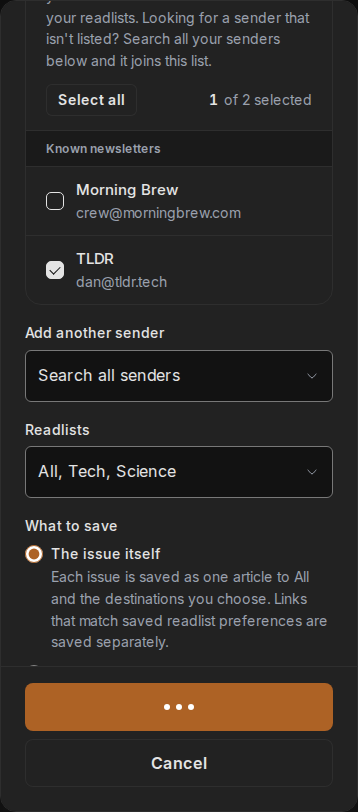 your readlists. Looking for a sender that
isn't listed? Search all your senders
below and it joins this list.
Select all
1 of 2 selected
Known newsletters
Morning Brew
crew@morningbrew.com
TLDR
dan@tldr.tech
Add another sender
Search all senders
Readlists
All, Tech, Science
What to save
The issue itself
Each issue is saved as one article to All
and the destinations you choose. Links
that match saved readlist preferences are
saved separately.
Cancel